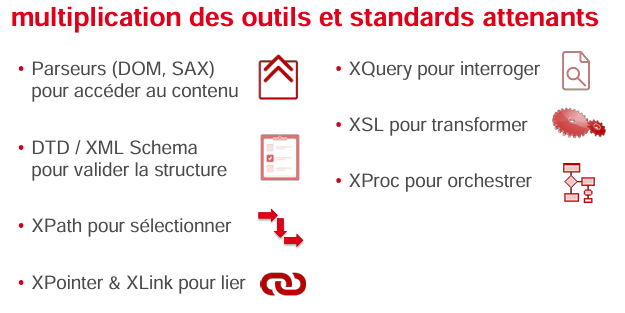 multiplication des outils et standards attenants
• Parseurs (DOM, SAX)
pour accéder au contenu
• DTD / XML Schema
pour valider la structure
• XPath pour sélectionner
• XPointer & XLink pour lier
• XQuery pour interroger
• XSL pour transformer
• XProc pour orchestrer